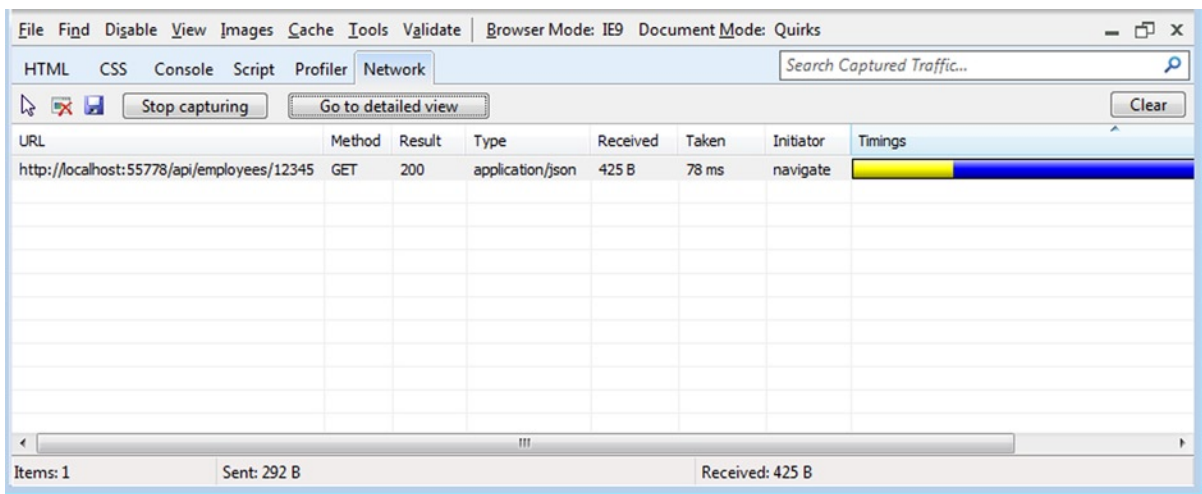 File Find Disable View Images Cache Tools Validate Browser Mode: IE9 Document Mode: Quirks
HTML CSS Console Script Profiler Network Search Captured Traffic...
Stop capturing Go to detailed view Clear
URL Method Result Type Received Taken Initiator Timings
http://localhost:55778/api/employees/12345 GET 200 application/json 425 B 78 ms navigate
Items: 1 Sent: 292 B Received: 425 B